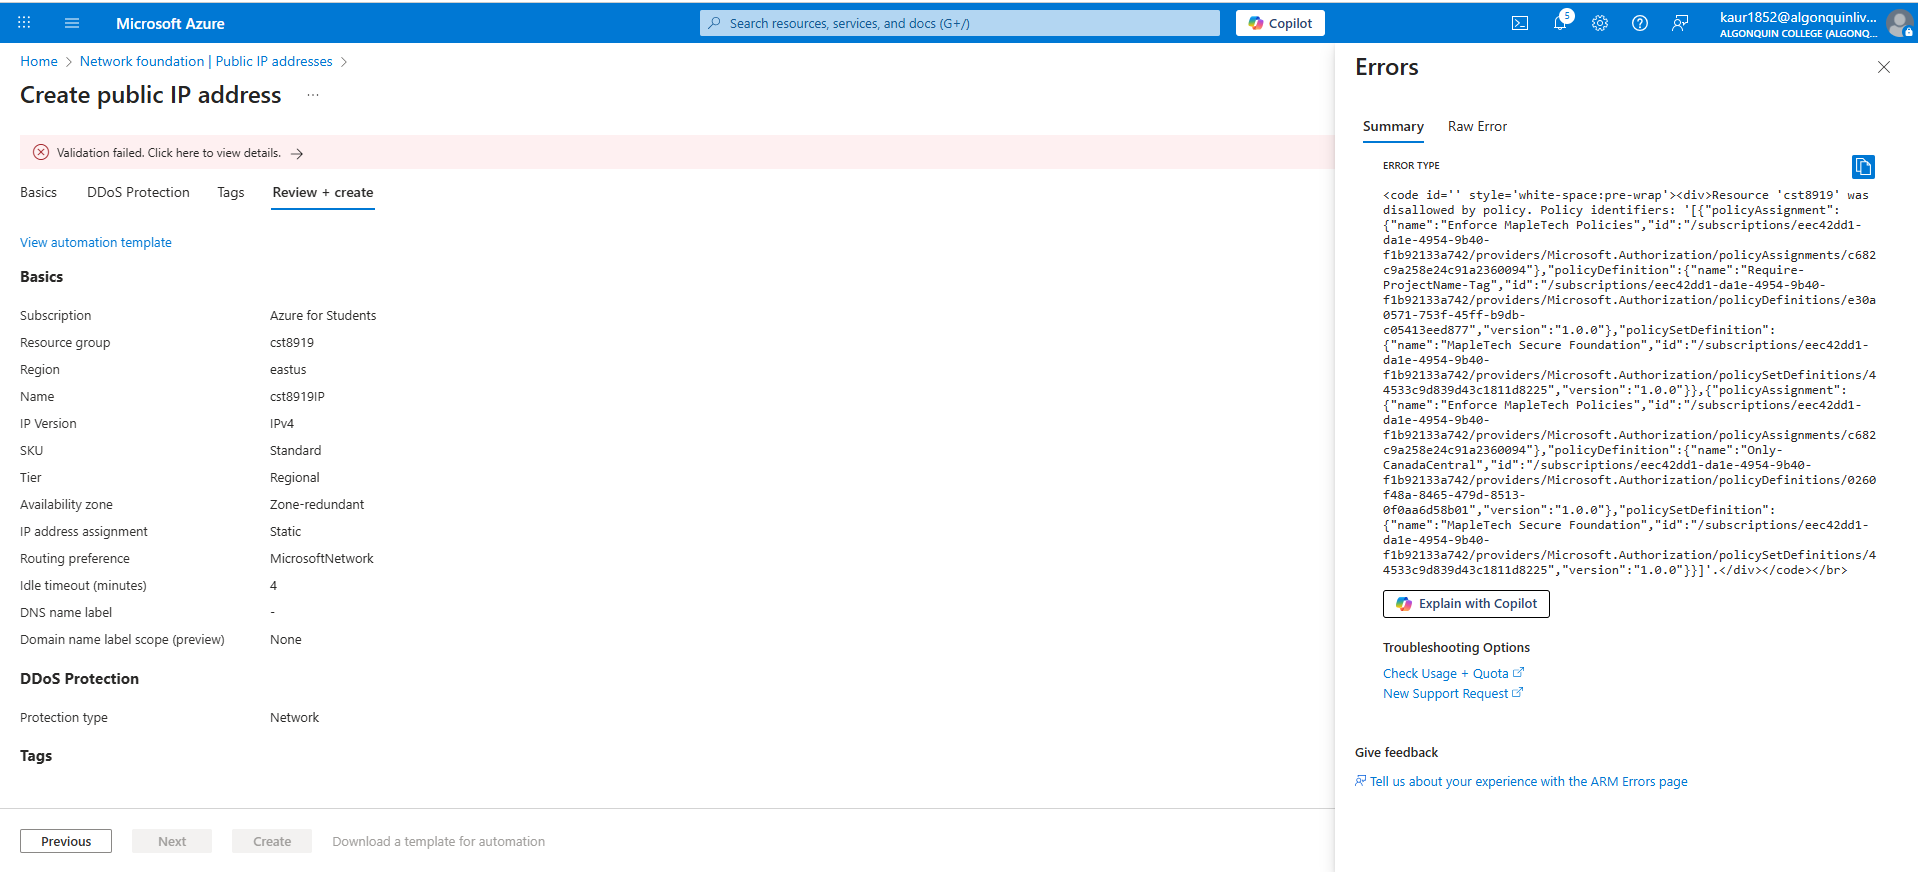 Microsoft Azure
Search resources, services, and docs (G+/)
Copilot
5
kaur1852@algonquinliv...
ALGONQUIN COLLEGE (ALGONQ...
Home > Network foundation | Public IP addresses >
Create public IP address ...
Validation failed. Click here to view details. →
Basics DDoS Protection Tags Review + create
View automation template
Basics
Subscription Azure for Students
Resource group cst8919
Region eastus
Name cst8919IP
IP Version IPv4
SKU Standard
Tier Regional
Availability zone Zone-redundant
IP address assignment Static
Routing preference MicrosoftNetwork
Idle timeout (minutes) 4
DNS name label -
Domain name label scope (preview) None
DDoS Protection
Protection type Network
Tags
Previous Next Create Download a template for automation
Errors
Summary Raw Error
ERROR TYPE
<code id='' style='white-space:pre-wrap'><div>Resource 'cst8919' was
disallowed by policy. Policy identifiers: '[{"policyAssignment":
{"name":"Enforce MapleTech Policies","id":"/subscriptions/eec42dd1-
da1e-4954-9b40-
f1b92133a742/providers/Microsoft.Authorization/policyAssignments/c682
c9a258e24c91a2360094"},"policyDefinition":{"name":"Require-
ProjectName-Tag","id":"/subscriptions/eec42dd1-da1e-4954-9b40-
f1b92133a742/providers/Microsoft.Authorization/policyDefinitions/e30a
0571-753f-45ff-b9db-
c05413eed877","version":"1.0.0"},"policySetDefinition":
{"name":"MapleTech Secure Foundation","id":"/subscriptions/eec42dd1-
da1e-4954-9b40-
f1b92133a742/providers/Microsoft.Authorization/policySetDefinitions/4
4533c9d839d43c1811d8225","version":"1.0.0"}},{"policyAssignment":
{"name":"Enforce MapleTech Policies","id":"/subscriptions/eec42dd1-
da1e-4954-9b40-
f1b92133a742/providers/Microsoft.Authorization/policyAssignments/c682
c9a258e24c91a2360094"},"policyDefinition":{"name":"Only-
CanadaCentral","id":"/subscriptions/eec42dd1-da1e-4954-9b40-
f1b92133a742/providers/Microsoft.Authorization/policyDefinitions/0260
f48a-8465-479d-8513-
0f0aa6d58b01","version":"1.0.0"},"policySetDefinition":
{"name":"MapleTech Secure Foundation","id":"/subscriptions/eec42dd1-
da1e-4954-9b40-
f1b92133a742/providers/Microsoft.Authorization/policySetDefinitions/4
4533c9d839d43c1811d8225","version":"1.0.0"}}]'.</div></code></br>
Explain with Copilot
Troubleshooting Options
Check Usage + Quota
New Support Request
Give feedback
Tell us about your experience with the ARM Errors page